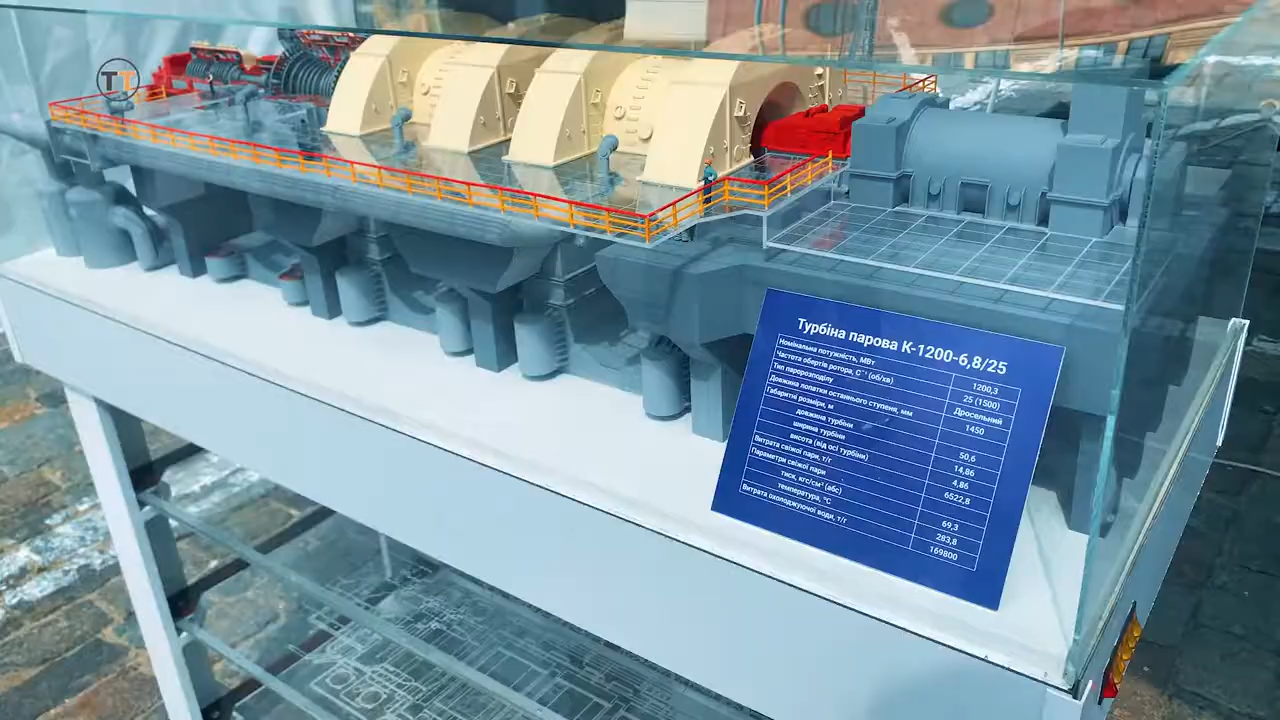 TT
Турбіна парова К-1200-6,8/25
Номінальна потужність, МВт 1200,3
Частота обертів ротора, С⁻¹ (об/хв) 25 (1500)
Тип паророзподілу Дросельний
Довжина лопатки останнього ступеня, мм 1450
Габаритні розміри, м
довжина турбіни 50,6
ширина турбіни 14,86
висота (від осі турбіни) 4,86
Витрата свіжої пари, т/г 6522,8
Параметри свіжої пари
тиск, кгс/см² (абс) 69,3
температура, °С 283,8
Витрата охолоджуючої води, т/г 169800